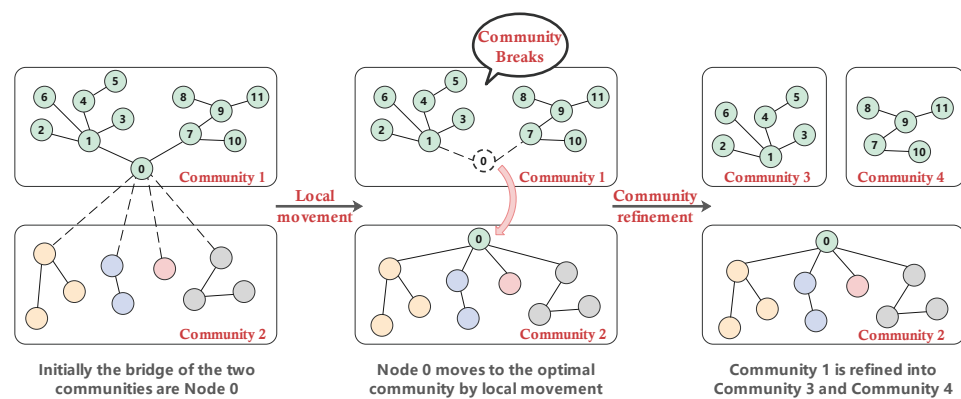 Community
Breaks
5
6
4
3
2
1
8
11
9
7
10
0
Community 1
5
6
4
3
2
1
8
11
9
7
10
0
Community 1
5
6
4
3
2
1
Community 3
8
11
9
7
10
Community 4
Local
movement
Community
refinement
Community 2
0
Community 2
0
Community 2
Initially the bridge of the two
communities are Node 0
Node 0 moves to the optimal
community by local movement
Community 1 is refined into
Community 3 and Community 4